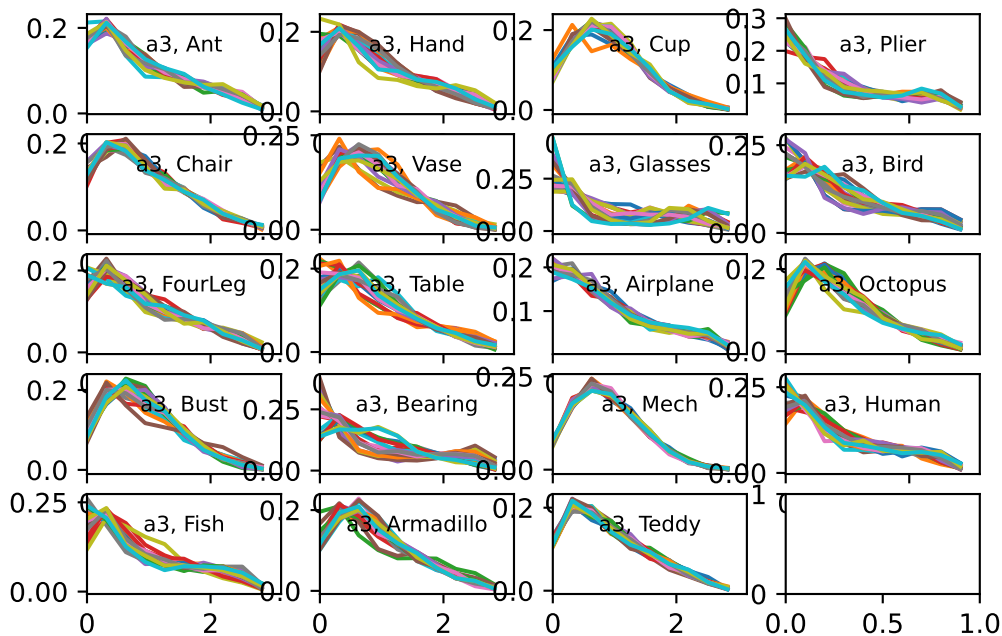 0.2 a3, Ant 0.0
0.2 a3, Hand 0.0
0.2 a3, Cup 0.0
0.3 0.2 0.1 a3, Plier
0.2 a3, Chair 0.0
0.25 a3, Vase 0.00
0.25 a3, Glasses 0.00
0.25 a3, Bird 0.00
0.2 a3, FourLeg 0.0
0.2 a3, Table 0.0
0.2 0.1 a3, Airplane
0.2 a3, Octopus 0.0
0.2 a3, Bust 0.0
0.25 a3, Bearing 0.00
0.25 a3, Mech 0.00
0.25 a3, Human 0.00
0.25 a3, Fish 0.00
0.2 a3, Armadillo 0.0
0.2 a3, Teddy 0.0
1 0
0 2 0 2 0 2 0.0 0.5 1.0